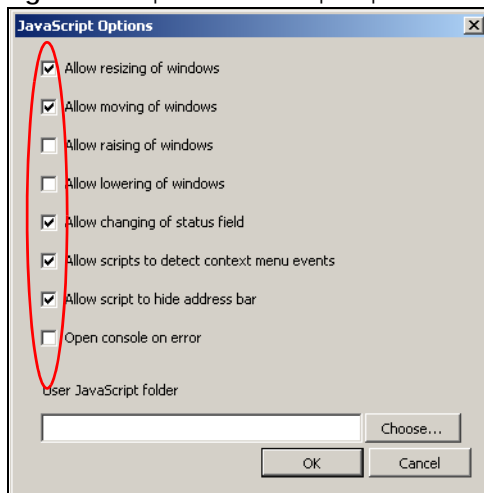 JavaScript Options
Allow resizing of windows
Allow moving of windows
Allow raising of windows
Allow lowering of windows
Allow changing of status field
Allow scripts to detect context menu events
Allow script to hide address bar
Open console on error
User JavaScript folder
Choose...
OK
Cancel